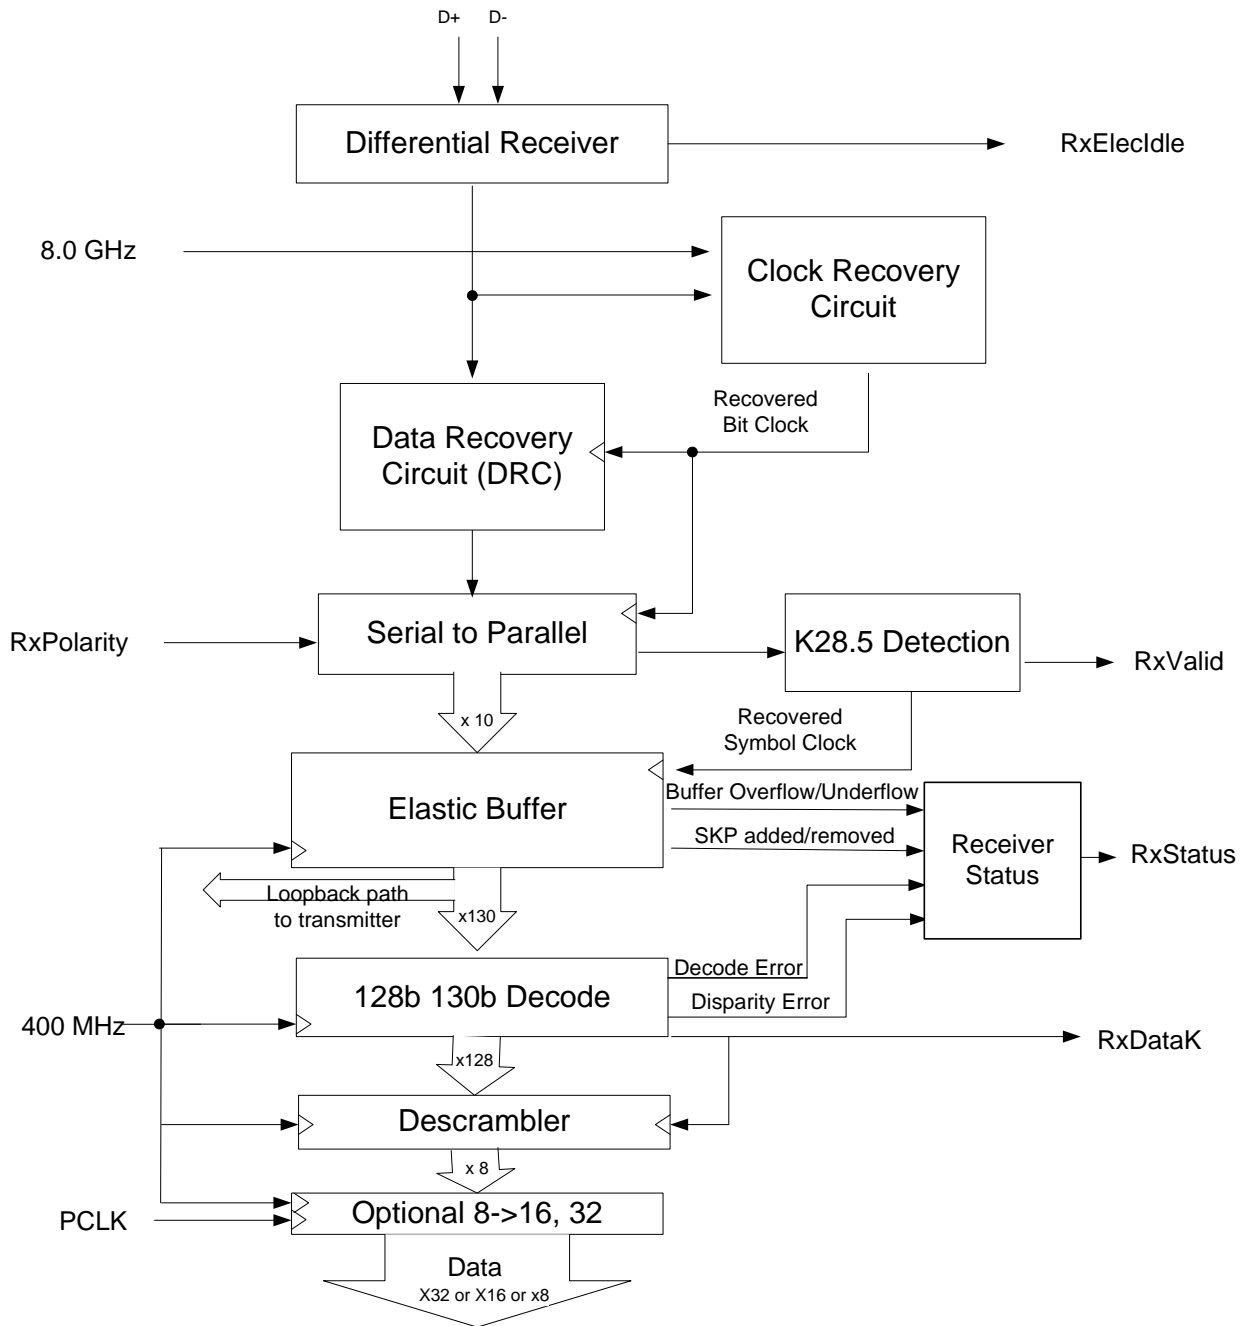 D+ D-
Differential Receiver
RxElecIdle
8.0 GHz
Clock Recovery
Circuit
Recovered
Bit Clock
Data Recovery
Circuit (DRC)
RxPolarity
Serial to Parallel
K28.5 Detection
RxValid
x 10
Recovered
Symbol Clock
Elastic Buffer
Buffer Overflow/Underflow
SKP added/removed
Receiver
Status
RxStatus
Loopback path
to transmitter
x130
Decode Error
128b 130b Decode
Disparity Error
400 MHz
RxDataK
x128
Descrambler
x 8
PCLK
Optional 8->16, 32
Data
X32 or X16 or x8